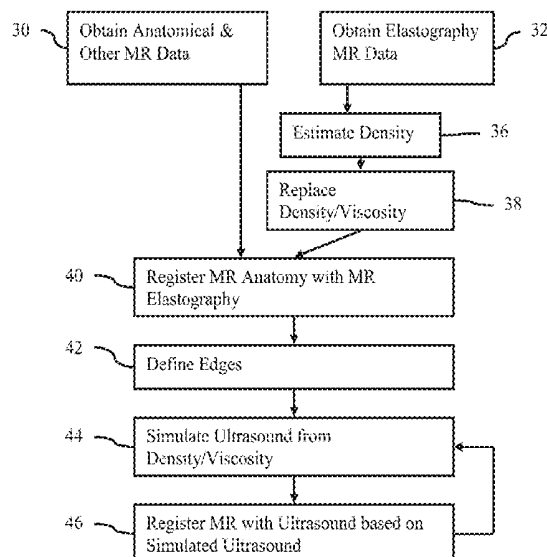 30
Obtain Anatomical &
Other MR Data
Obtain Elastography
MR Data
32
Estimate Density
36
Replace
Density/Viscosity
38
40
Register MR Anatomy with MR
Elastography
42
Define Edges
44
Simulate Ultrasound from
Density/Viscosity
46
Register MR with Ultrasound based on
Simulated Ultrasound